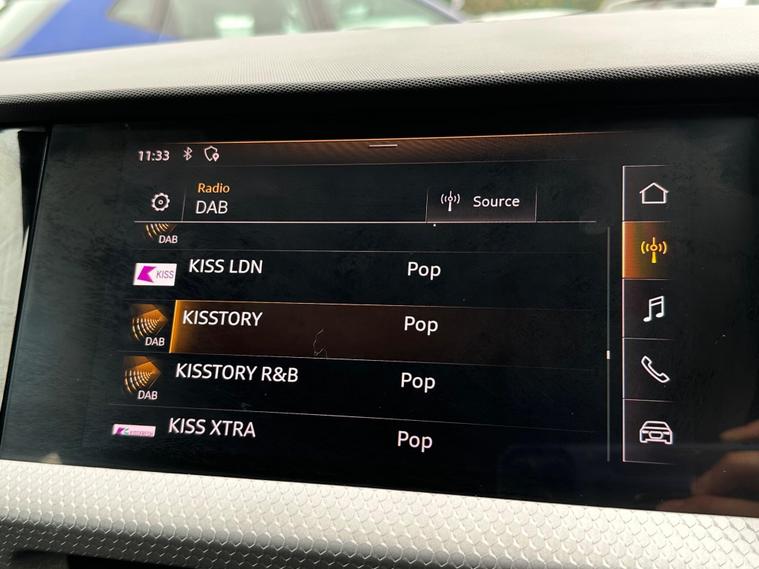 11:33
Radio
DAB
Source
DAB
KISS
KISS LDN
Pop
DAB
KISSTORY
Pop
DAB
KISSTORY R&B
Pop
KISS XTRA
Pop